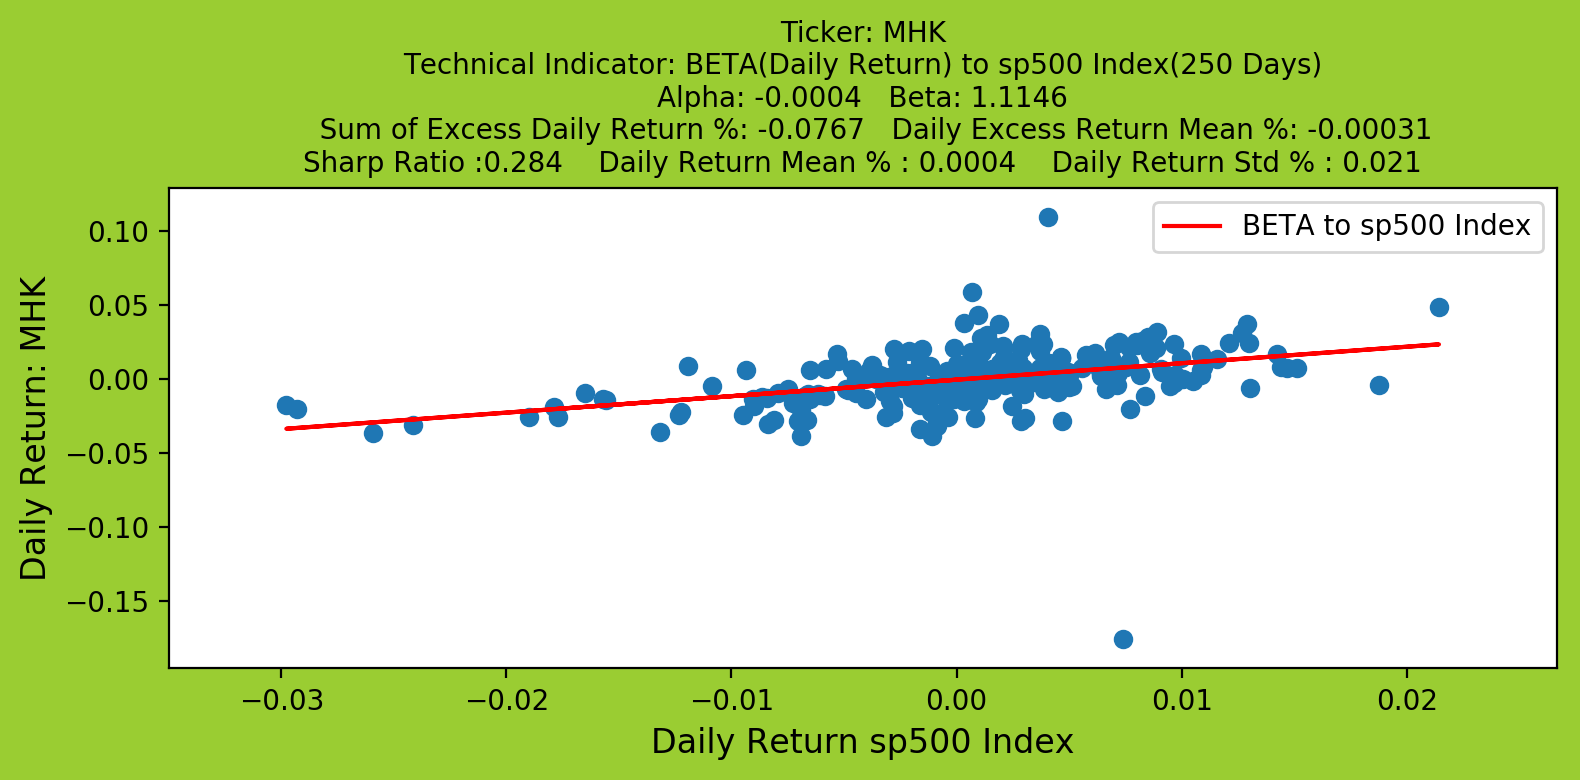 Ticker: MHK
Technical Indicator: BETA(Daily Return) to sp500 Index(250 Days)
Alpha: -0.0004 Beta: 1.1146
Sum of Excess Daily Return %: -0.0767 Daily Excess Return Mean %: -0.00031
Sharp Ratio :0.284 Daily Return Mean % : 0.0004 Daily Return Std % : 0.021
BETA to sp500 Index
Daily Return: MHK
0.10
0.05
0.00
−0.05
−0.10
−0.15
−0.03 −0.02 −0.01 0.00 0.01 0.02
Daily Return sp500 Index